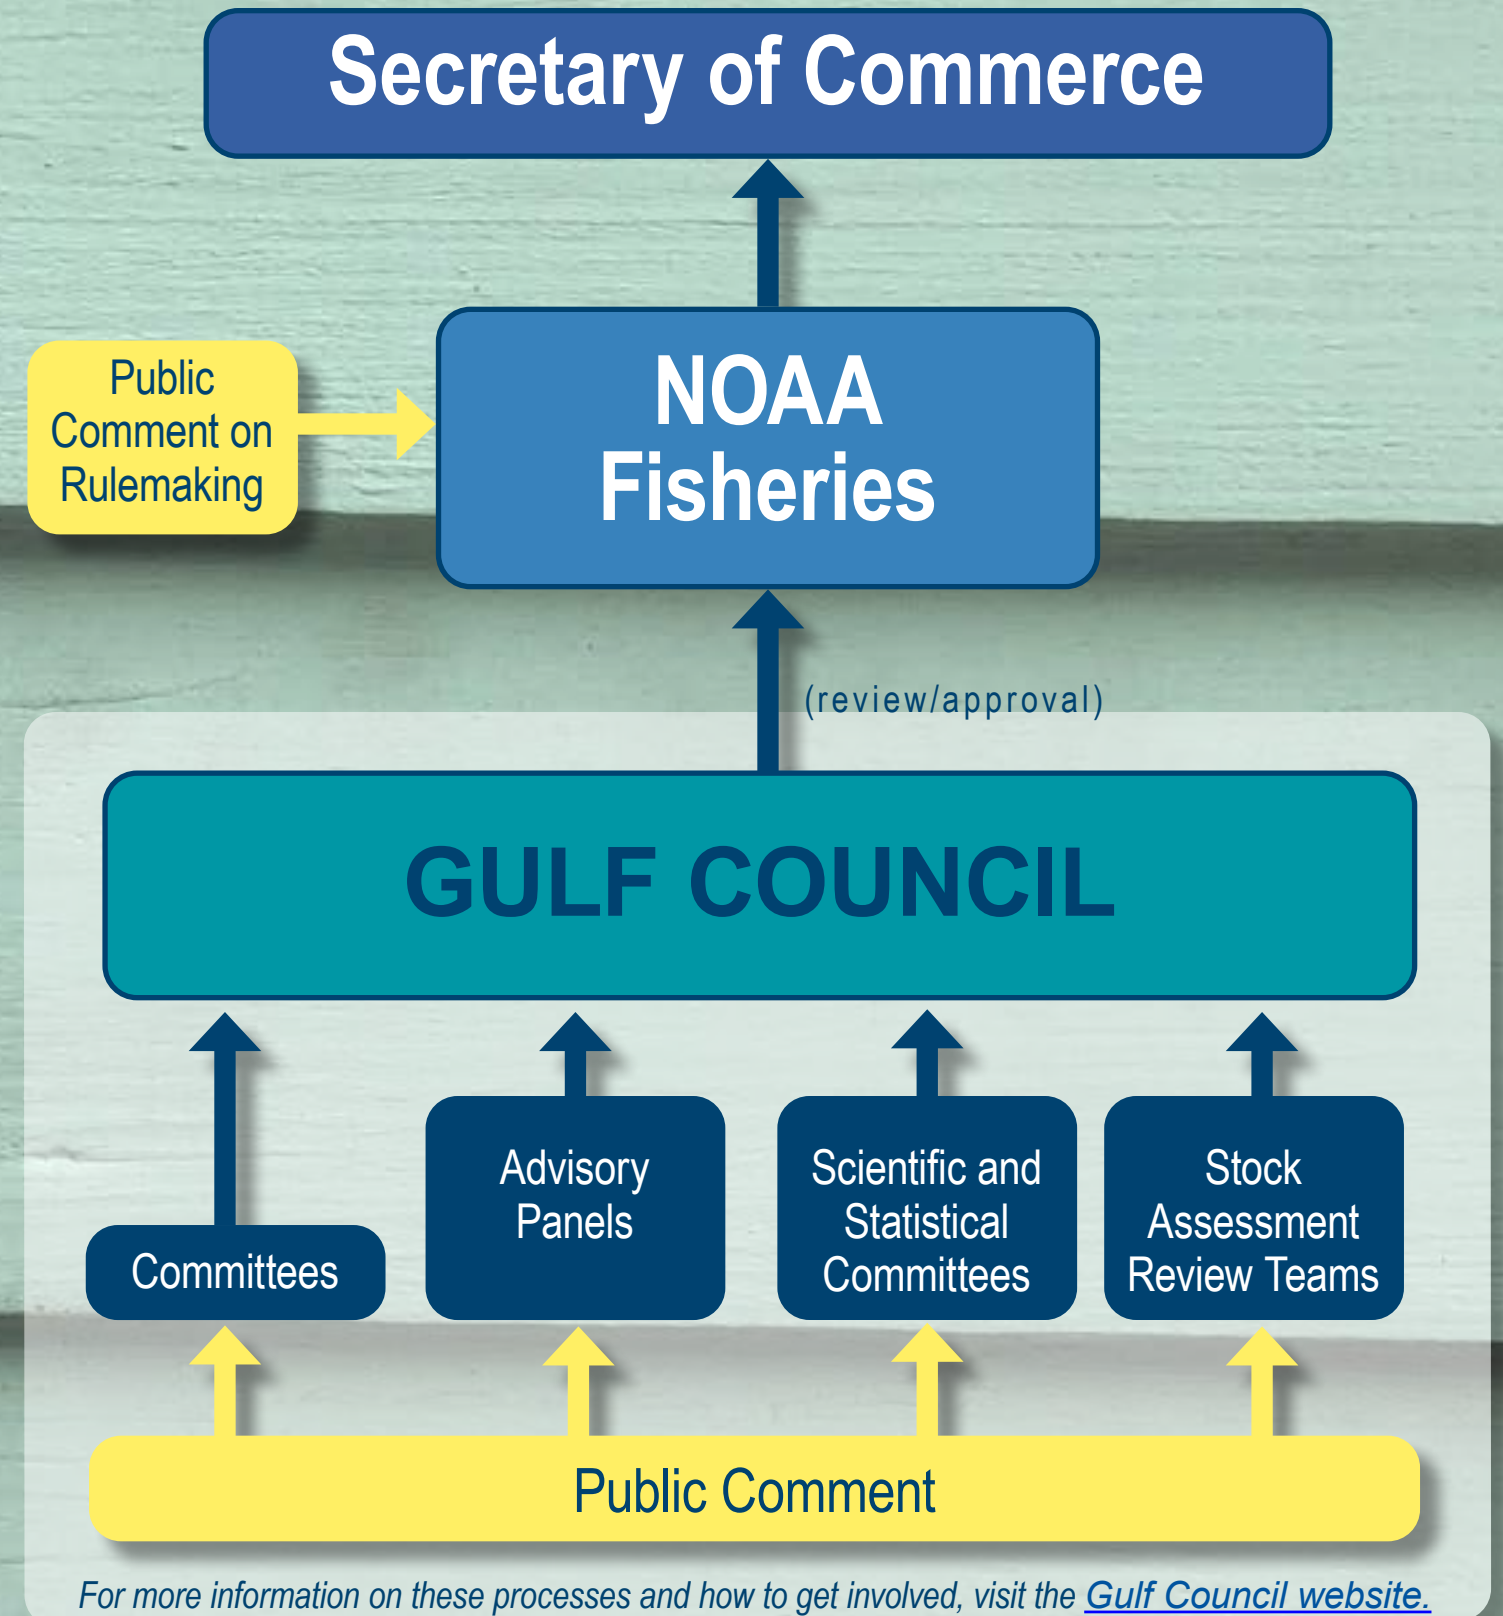 Secretary of Commerce
Public
Comment on
Rulemaking
NOAA
Fisheries
(review/approval)
GULF COUNCIL
Committees
Advisory
Panels
Scientific and
Statistical
Committees
Stock
Assessment
Review Teams
Public Comment
For more information on these processes and how to get involved, visit the Gulf Council website.